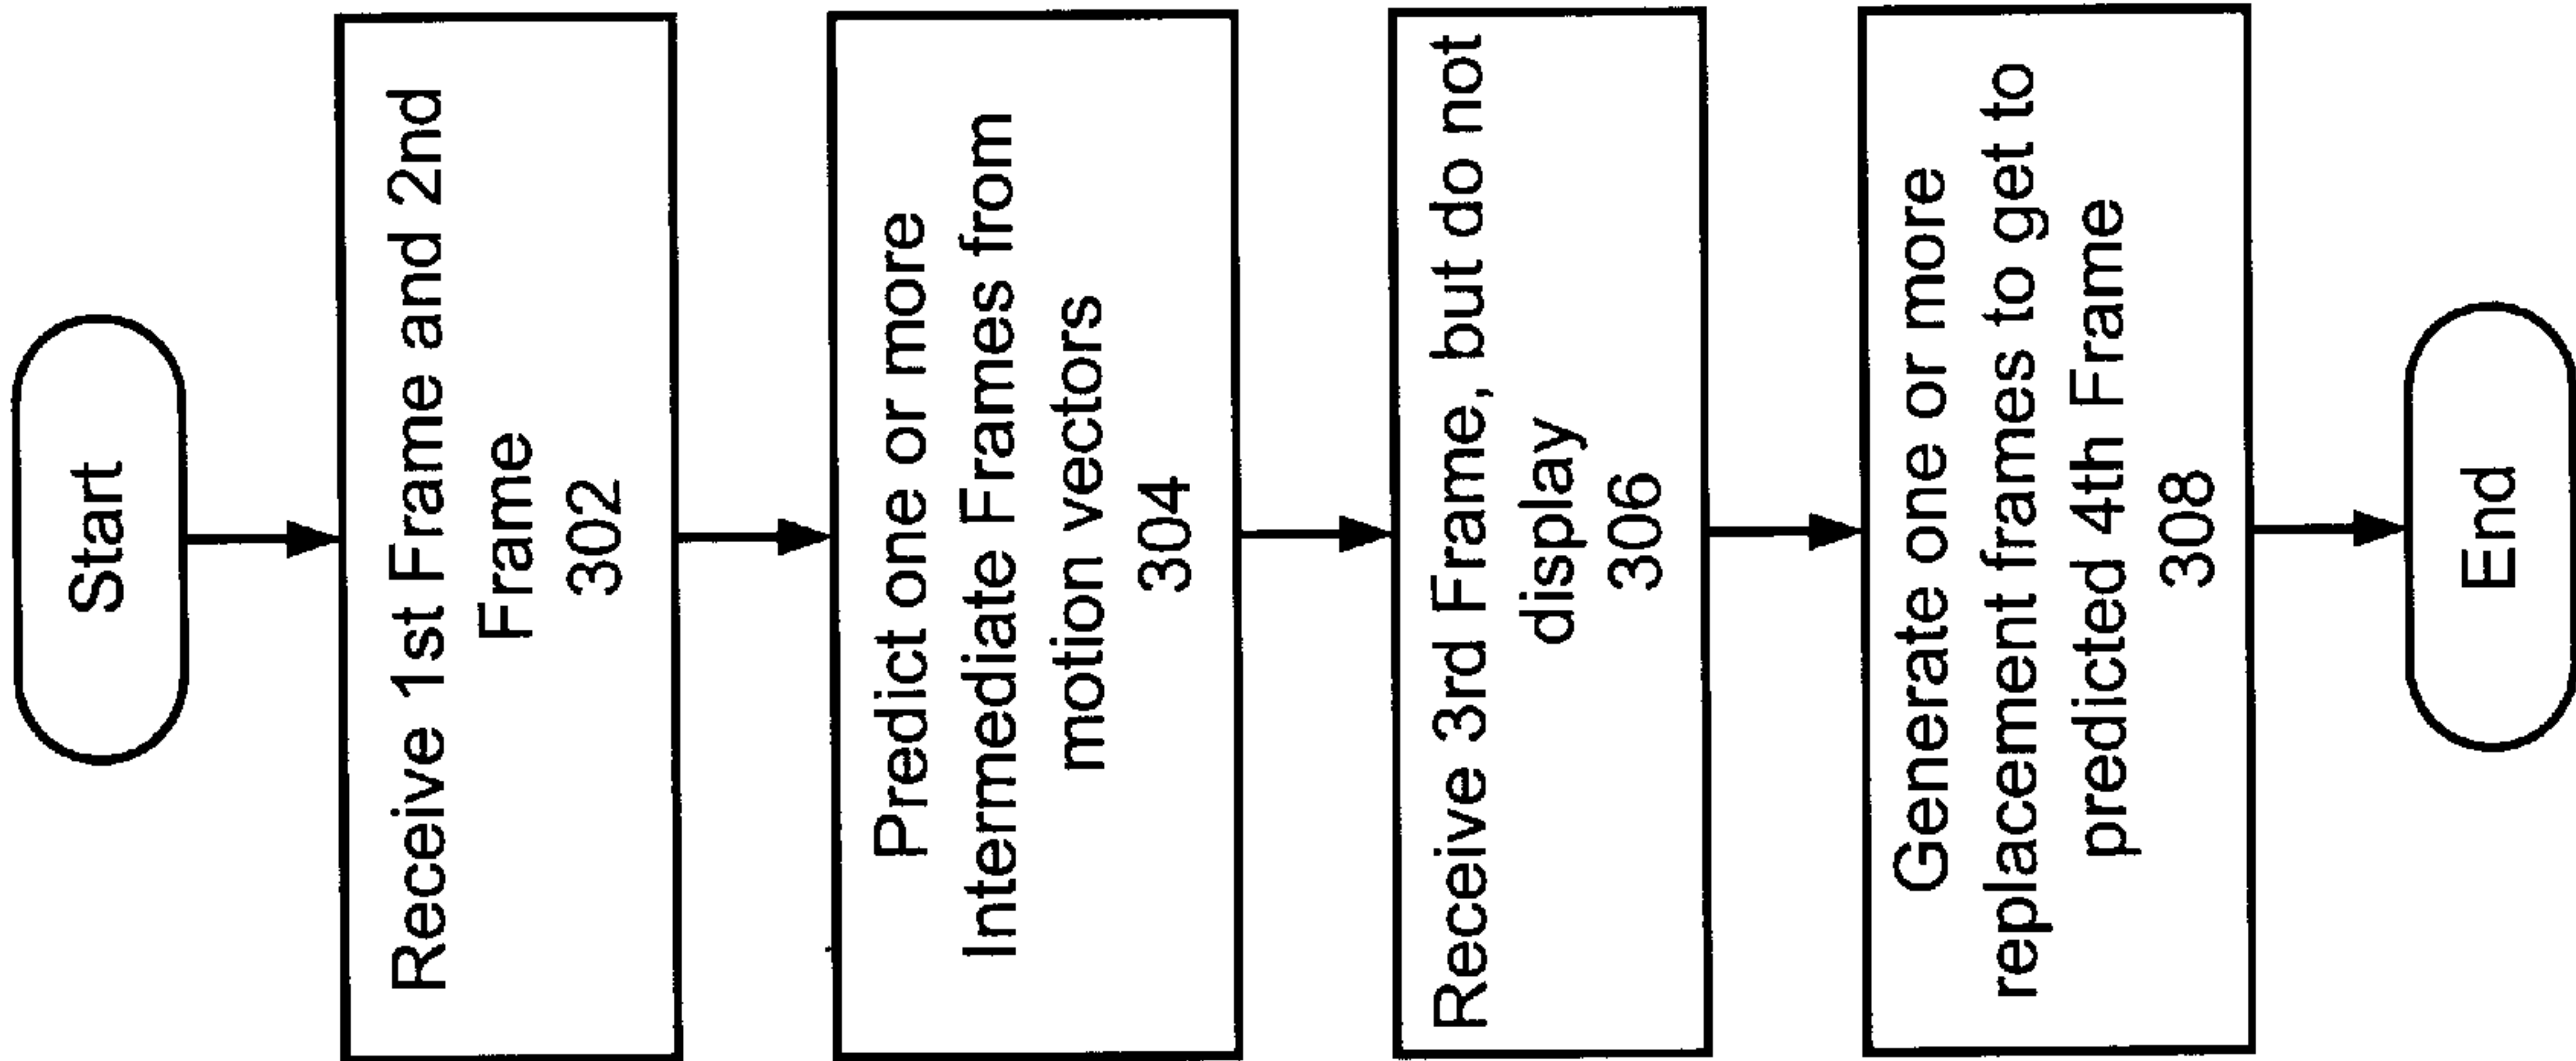 Start
Receive 1st Frame and 2nd
Frame
302
Predict one or more
Intermediate Frames from
motion vectors
304
Receive 3rd Frame, but do not
display
306
Generate one or more
replacement frames to get to
predicted 4th Frame
308
End